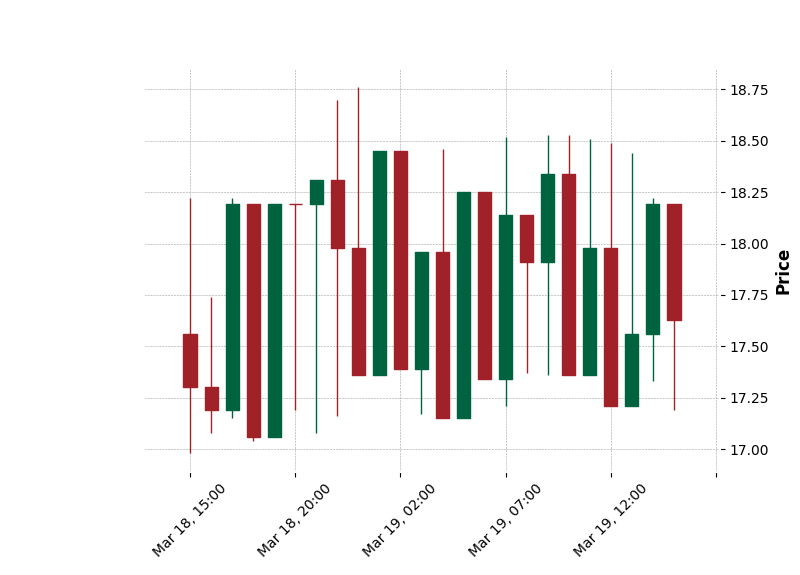 18.75
18.50
18.25
18.00
17.75
17.50
17.25
17.00
Price
Mar 18, 15:00
Mar 18, 20:00
Mar 19, 02:00
Mar 19, 07:00
Mar 19, 12:00